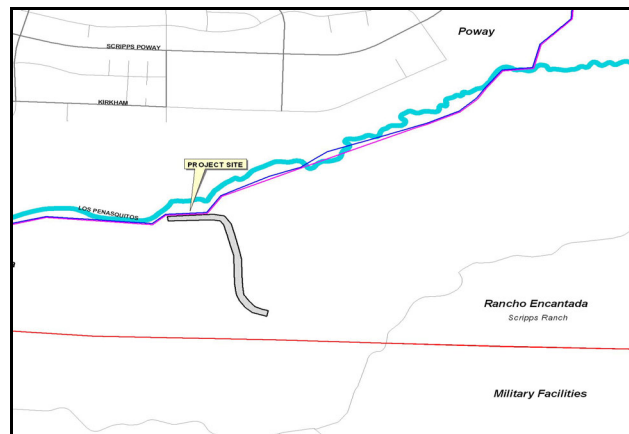 Poway
SCRIPPS POWAY
KIRKHAM
PROJECT SITE
LOS PENASQUITOS
Rancho Encantada
Scripps Ranch
Military Facilities